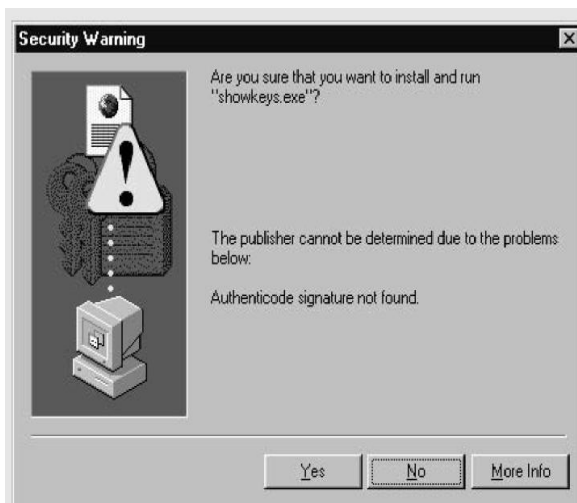 Security Warning
Are you sure that you want to install and run
"showkeys.exe"?
The publisher cannot be determined due to the problems
below:
Authenticode signature not found.
Yes No More Info